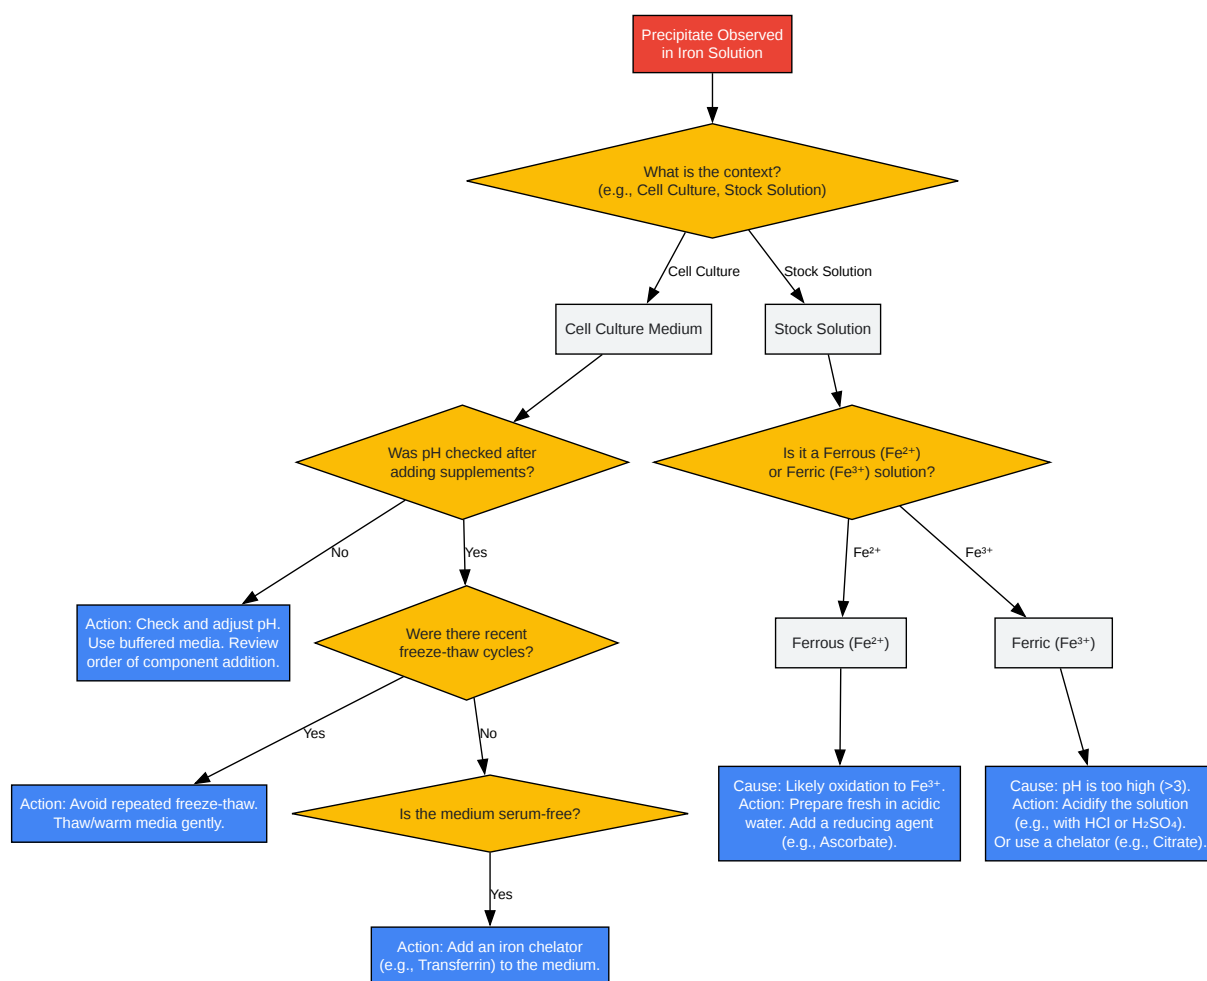 Precipitate Observed
in Iron Solution
What is the context?
(e.g., Cell Culture, Stock Solution)
Cell Culture
Stock Solution
Cell Culture Medium
Stock Solution
Was pH checked after
adding supplements?
Is it a Ferrous (Fe²⁺)
or Ferric (Fe³⁺) solution?
No
Yes
Fe²⁺
Fe³⁺
Action: Check and adjust pH.
Use buffered media. Review
order of component addition.
Were there recent
freeze-thaw cycles?
Ferrous (Fe²⁺)
Ferric (Fe³⁺)
Yes
No
Action: Avoid repeated freeze-thaw.
Thaw/warm media gently.
Is the medium serum-free?
Cause: Likely oxidation to Fe³⁺.
Action: Prepare fresh in acidic
water. Add a reducing agent
(e.g., Ascorbate).
Cause: pH is too high (>3).
Action: Acidify the solution
(e.g., with HCl or H₂SO₄).
Or use a chelator (e.g., Citrate).
Yes
Action: Add an iron chelator
(e.g., Transferrin) to the medium.